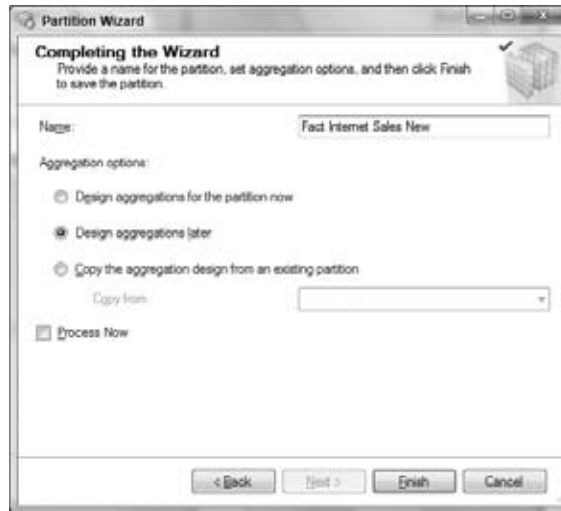 Partition Wizard
Completing the Wizard
Provide a name for the partition, set aggregation options, and then click Finish
to save the partition.
Name:
Fact Internet Sales New
Aggregation options:
Design aggregations for the partition now
Design aggregations later
Copy the aggregation design from an existing partition
Copy from:
Process Now
< Back
Next >
Finish
Cancel